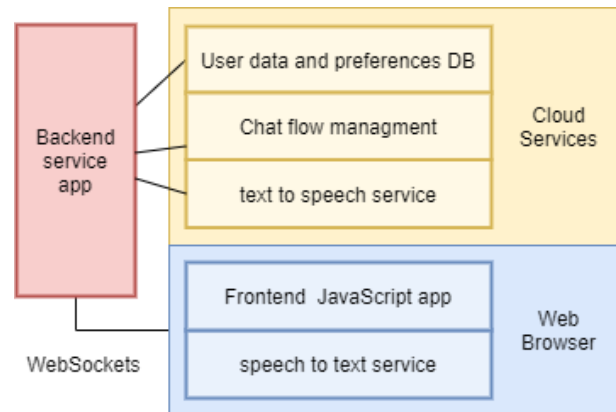 Backend
service
app
User data and preferences DB
Chat flow managment
text to speech service
Cloud
Services
Frontend JavaScript app
speech to text service
Web
Browser
WebSockets